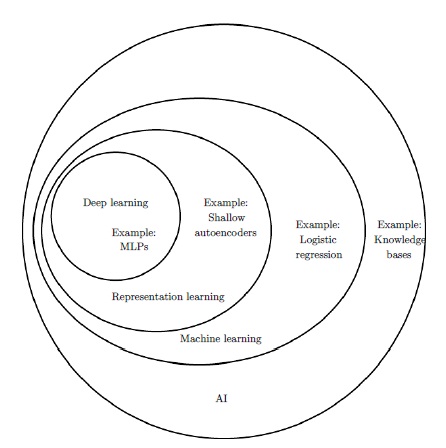 Deep learning
Example:
MLPs
Example:
Shallow
autoencoders
Example:
Logistic
regression
Example:
Knowledge
bases
Representation learning
Machine learning
AI